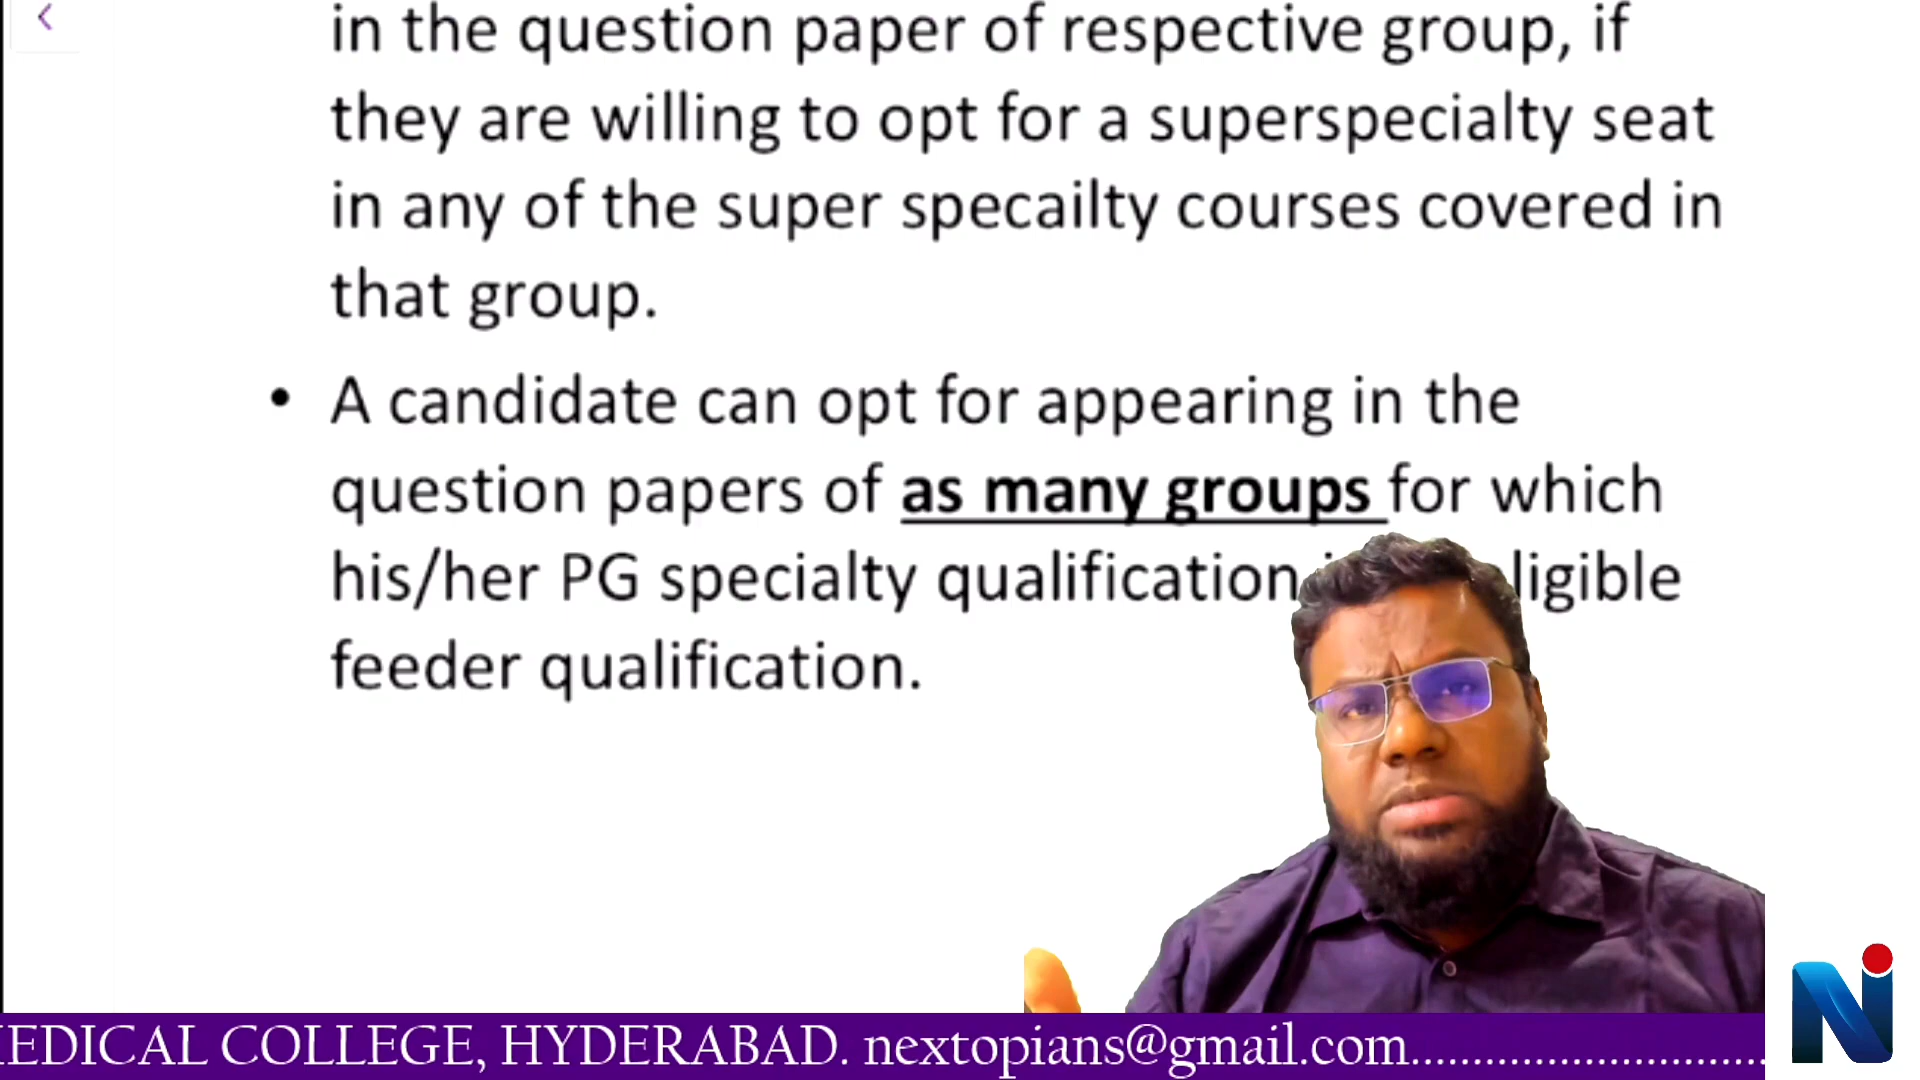 in the question paper of respective group, if
they are willing to opt for a superspecialty seat
in any of the super specailty courses covered in
that group.
• A candidate can opt for appearing in the
question papers of as many groups for which
his/her PG specialty qualification
feeder qualification.
EDICAL COLLEGE, HYDERABAD. nextopians@gmail.com..............................